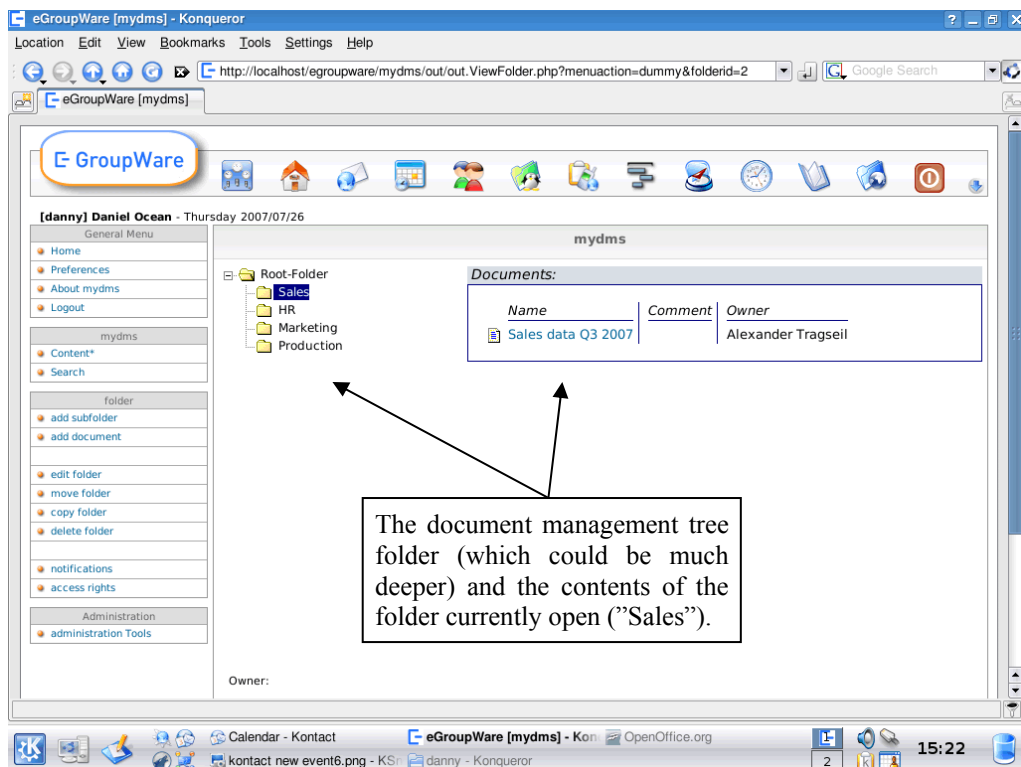 eGroupWare [mydms] - Konqueror
Location Edit View Bookmarks Tools Settings Help
http://localhost/egroupware/mydms/out/out.ViewFolder.php?menuaction=dummy&folderid=2
Google Search
eGroupWare [mydms]
GroupWare
[danny] Daniel Ocean - Thursday 2007/07/26
General Menu
Home
Preferences
About mydms
Logout
mydms
Content*
Search
folder
add subfolder
add document
edit folder
move folder
copy folder
delete folder
notifications
access rights
Administration
administration Tools
mydms
Root-Folder
Sales
HR
Marketing
Production
Documents:
Name Comment Owner
Sales data Q3 2007 Alexander Tragseil
The document management tree
folder (which could be much
deeper) and the contents of the
folder currently open (”Sales”).
Owner:
Calendar - Kontact
eGroupWare [mydms] - Kon
OpenOffice.org
kontact new event6.png - KSn
danny - Konqueror
2
15:22